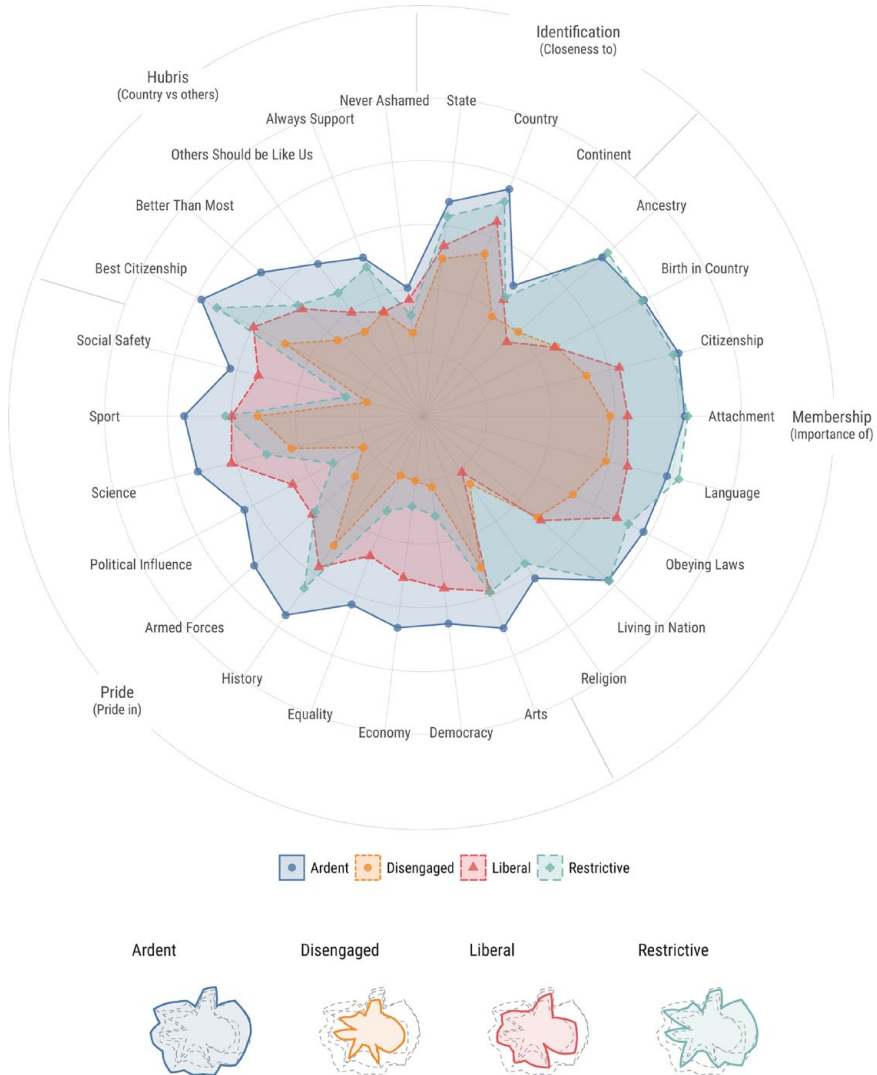 Identification
(Closeness to)
Hubris
(Country vs others)
Never Ashamed
State
Always Support
Country
Others Should be Like Us
Continent
Better Than Most
Ancestry
Best Citizenship
Birth in Country
Social Safety
Citizenship
Sport
Attachment
Membership
(Importance of)
Science
Language
Political Influence
Obeying Laws
Armed Forces
Living in Nation
History
Religion
Pride
(Pride in)
Equality
Arts
Economy
Democracy
Ardent
Disengaged
Liberal
Restrictive
Ardent
Disengaged
Liberal
Restrictive